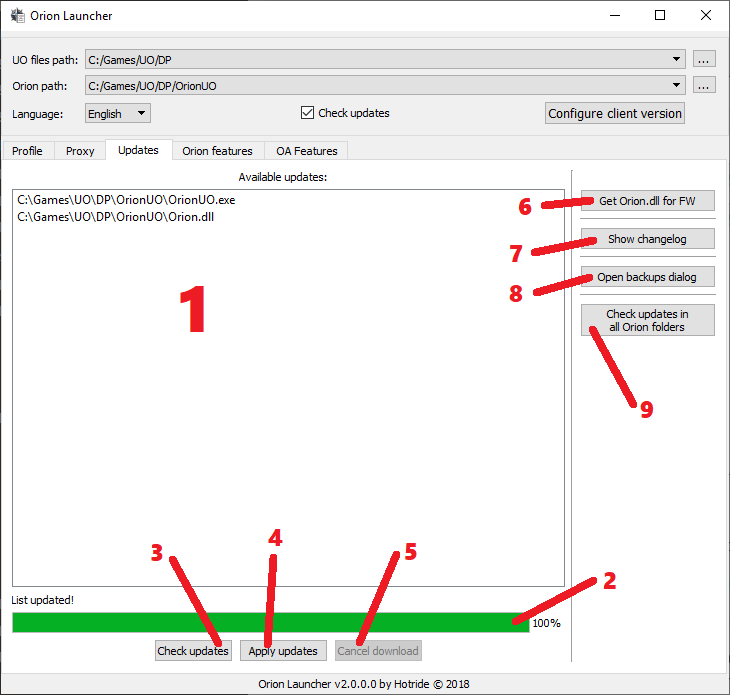 Orion Launcher
UO files path: C:/Games/UO/DP ...
Orion path: C:/Games/UO/DP/OrionUO ...
Language: English Check updates Configure client version
Profile Proxy Updates Orion features OA Features
Available updates:
C:\Games\UO\DP\OrionUO\OrionUO.exe
C:\Games\UO\DP\OrionUO\Orion.dll
1
6 Get Orion.dll for FW
7 Show changelog
8 Open backups dialog
Check updates in
all Orion folders
9
3 4 5 2
List updated!
100%
Check updates Apply updates Cancel download
Orion Launcher v2.0.0.0 by Hotride © 2018